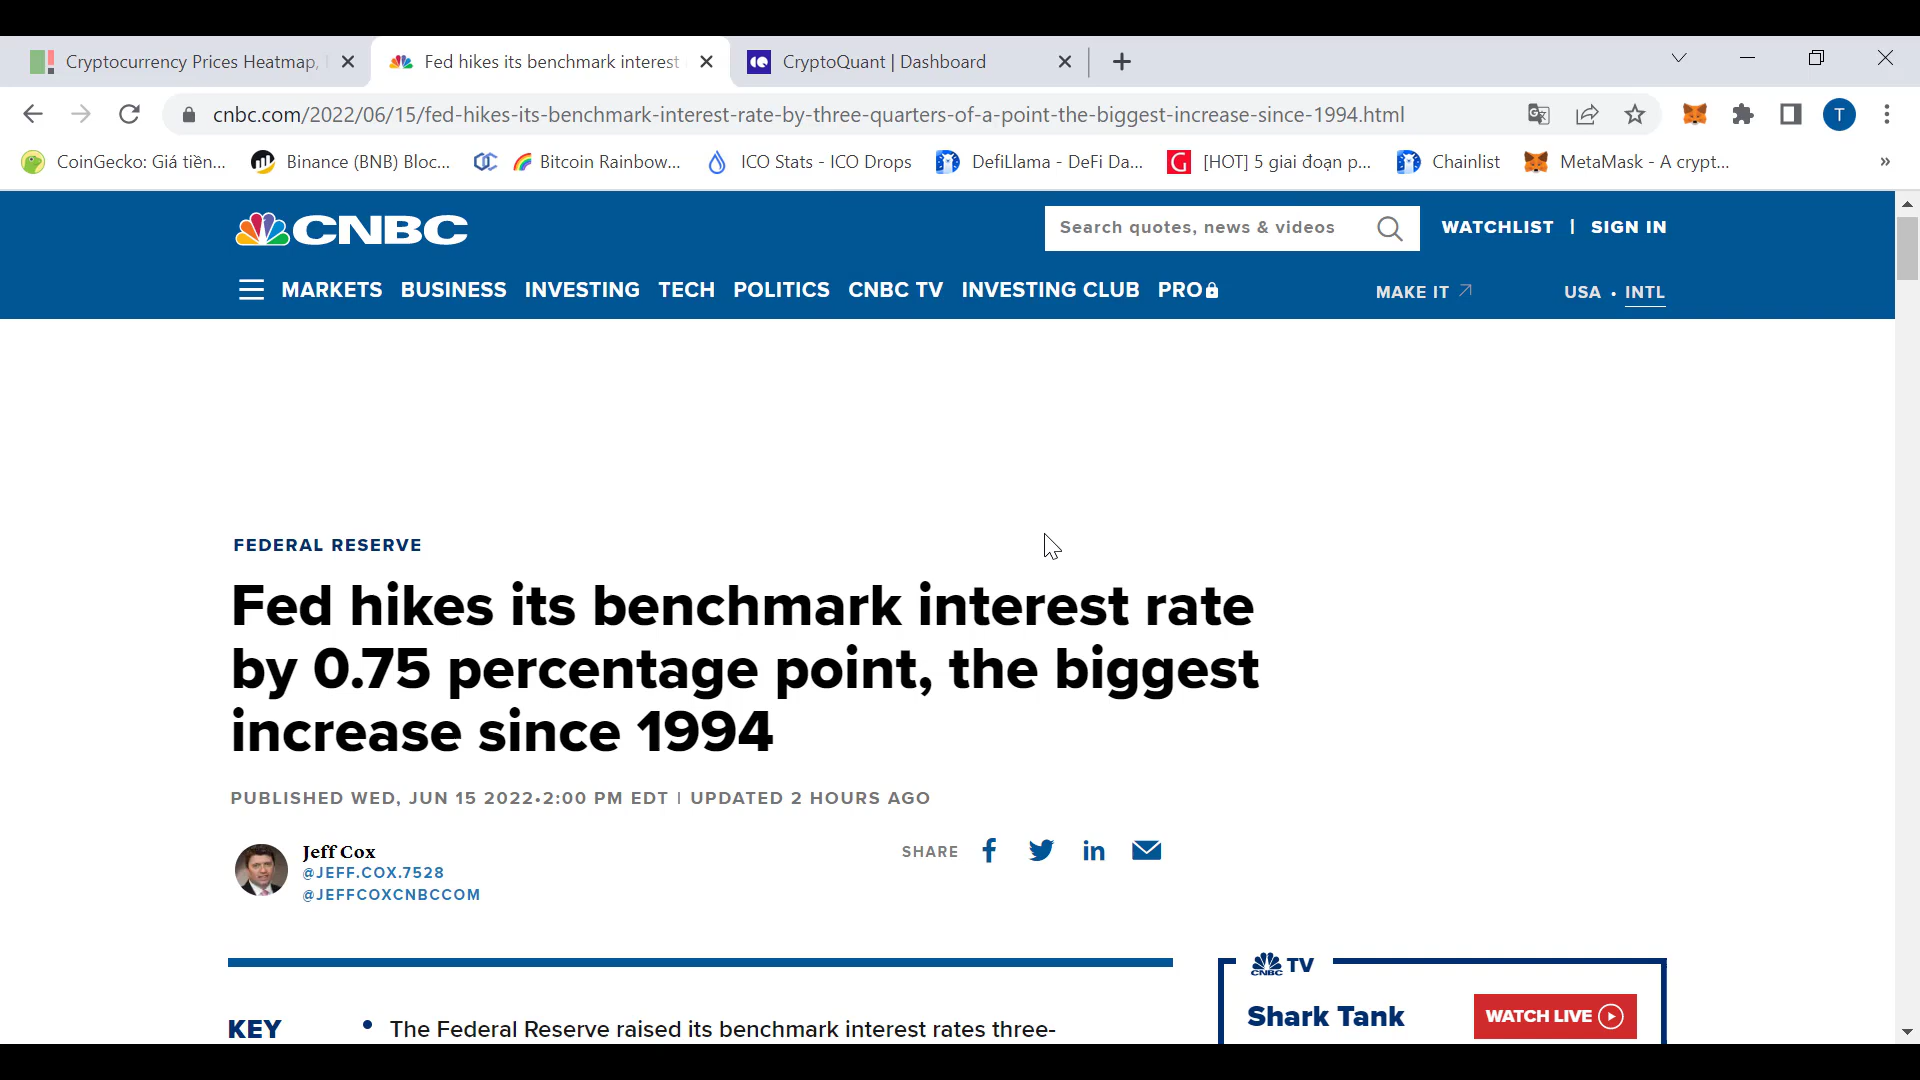 Cryptocurrency Prices Heatmap,
Fed hikes its benchmark interest
CryptoQuant | Dashboard
cnbc.com/2022/06/15/fed-hikes-its-benchmark-interest-rate-by-three-quarters-of-a-point-the-biggest-increase-since-1994.html
T
CoinGecko: Giá tiền...
Binance (BNB) Bloc...
Bitcoin Rainbow...
ICO Stats - ICO Drops
DefiLlama - DeFi Da...
[HOT] 5 giai đoạn p...
Chainlist
MetaMask - A crypt...
»
CNBC
Search quotes, news & videos
WATCHLIST | SIGN IN
MARKETS BUSINESS INVESTING TECH POLITICS CNBC TV INVESTING CLUB PRO
MAKE IT
USA • INTL
FEDERAL RESERVE
Fed hikes its benchmark interest rate
by 0.75 percentage point, the biggest
increase since 1994
PUBLISHED WED, JUN 15 2022•2:00 PM EDT | UPDATED 2 HOURS AGO
Jeff Cox
@JEFF.COX.7528
@JEFFCOXCNBCCOM
SHARE
CNBC TV
Shark Tank
WATCH LIVE
KEY
• The Federal Reserve raised its benchmark interest rates three-